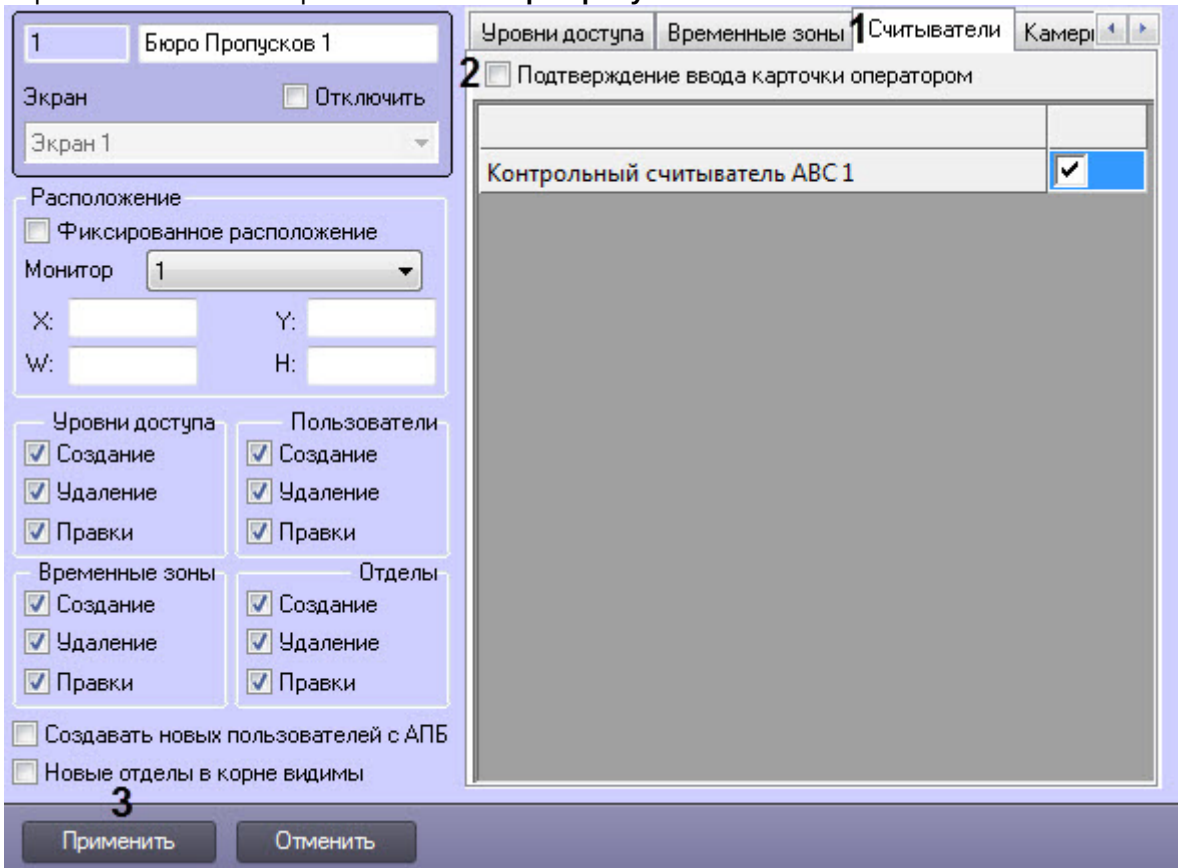 1 Бюро Пропусков 1
Экран Отключить
Экран 1
Расположение
Фиксированное расположение
Монитор 1
X: Y:
W: H:
Уровни доступа Пользователи
Создание Создание
Удаление Удаление
Правки Правки
Временные зоны Отделы
Создание Создание
Удаление Удаление
Правки Правки
Создавать новых пользователей с АПБ
Новые отделы в корне видимы
Уровни доступа Временные зоны 1 Считыватели Камеры
2 Подтверждение ввода карточки оператором
Контрольный считыватель ABC 1
3
Применить Отменить